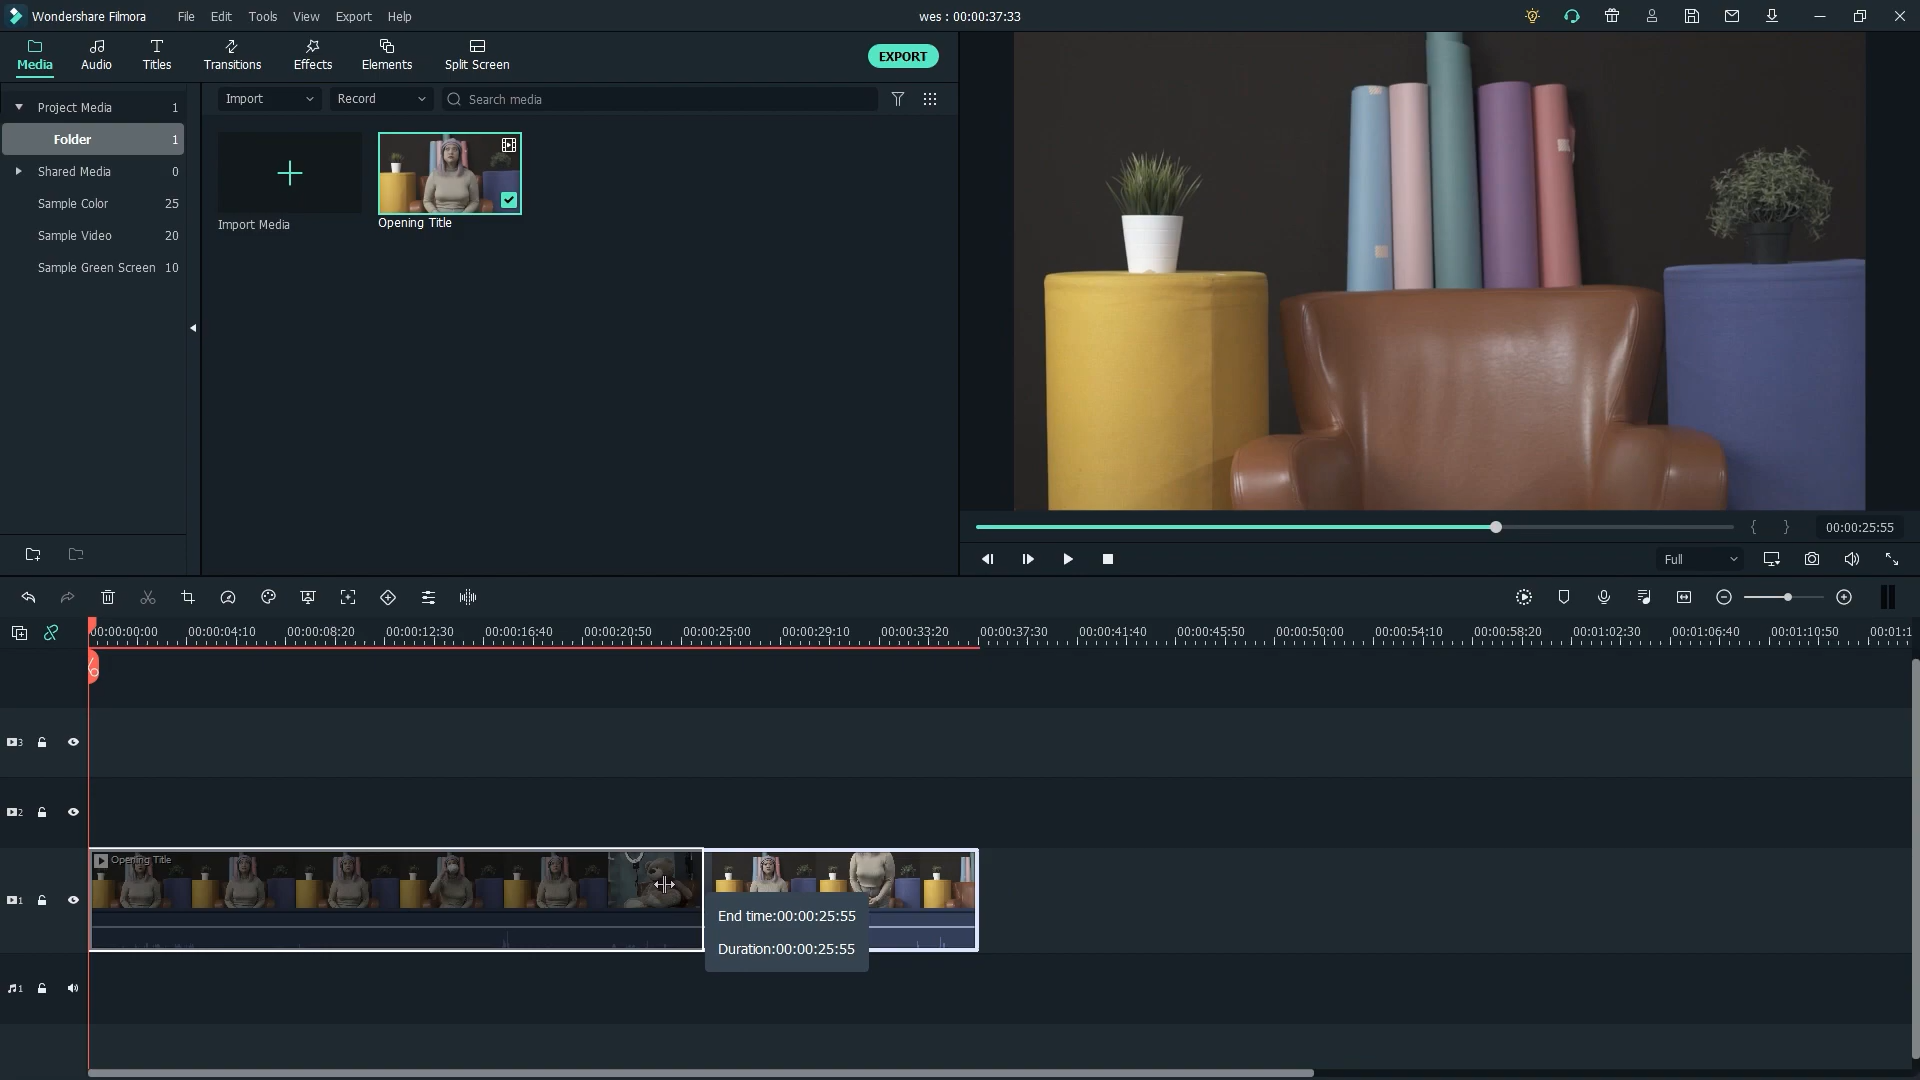 Wondershare Filmora File Edit Tools View Export Help wes : 00:00:37:33
Media Audio Titles Transitions Effects Elements Split Screen EXPORT
Project Media 1
Folder 1
Shared Media 0
Sample Color 25
Sample Video 20
Sample Green Screen 10
Import Record Search media
Import Media
Opening Title
{ } 00:00:25:55
Full
00:00:00:00 00:00:04:10 00:00:08:20 00:00:12:30 00:00:16:40 00:00:20:50 00:00:25:00 00:00:29:10 00:00:33:20 00:00:37:30 00:00:41:40 00:00:45:50 00:00:50:00 00:00:54:10 00:00:58:20 00:01:02:30 00:01:06:40 00:01:10:50 00:01:1
3
2
Opening Title
1
End time:00:00:25:55
Duration:00:00:25:55
1